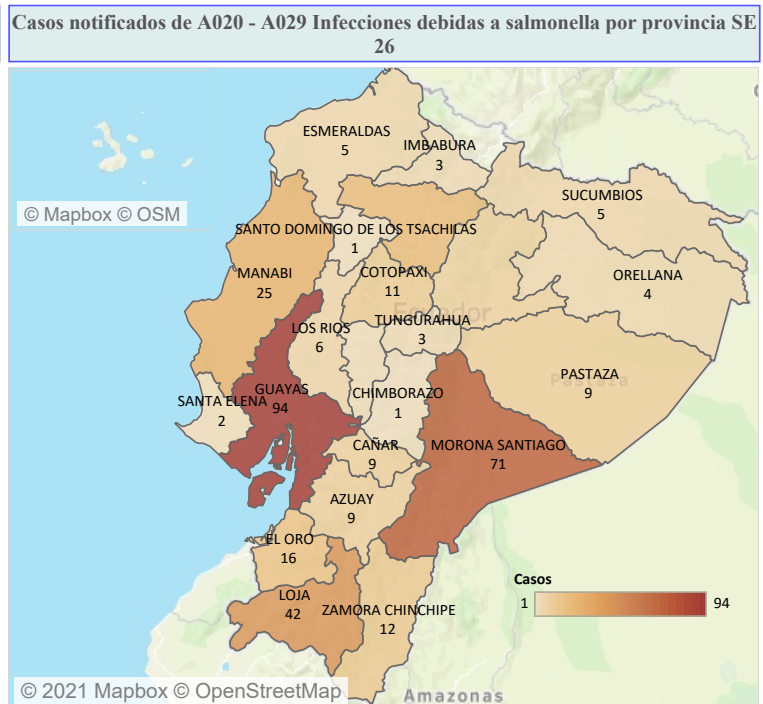 Casos notificados de A020 - A029 Infecciones debidas a salmonella por provincia SE
26
ESMERALDAS
5
IMBABURA
3
SUCUMBIOS
5
© Mapbox © OSM
SANTO DOMINGO DE LOS TSACHILAS
1
MANABI
25
COTOPAXI
11
ORELLANA
4
Ecuador
TUNGURAHUA
3
LOS RIOS
6
Pastaza
PASTAZA
9
GUAYAS
94
SANTA ELENA
2
CHIMBORAZO
1
CAÑAR
9
MORONA SANTIAGO
71
AZUAY
9
EL ORO
16
LOJA
42
ZAMORA CHINCHIPE
12
Casos
1 94
© 2021 Mapbox © OpenStreetMap
Amazonas